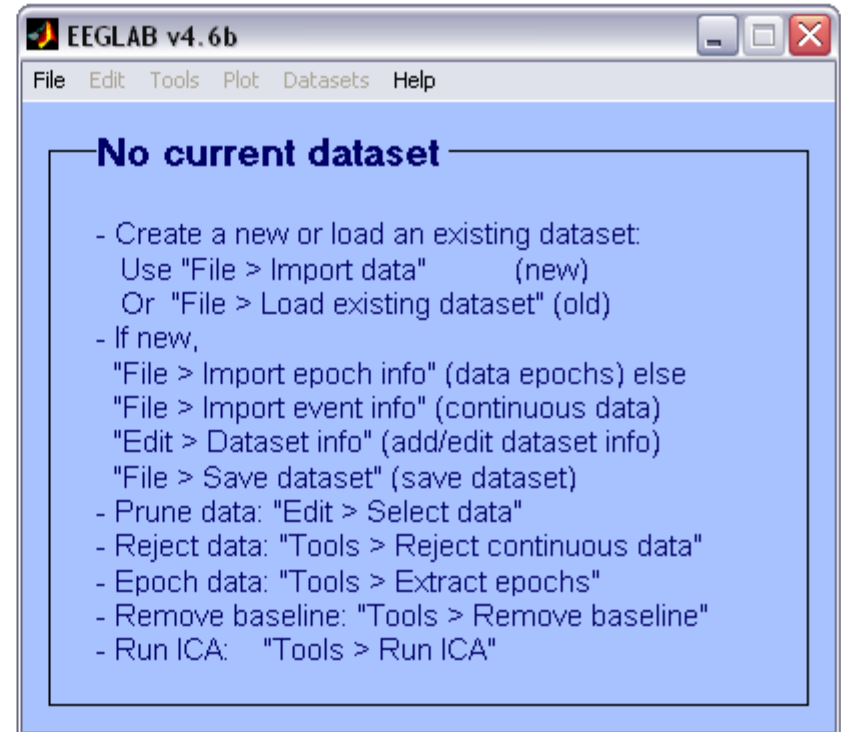 EEGLAB v4.6b
File Edit Tools Plot Datasets Help
No current dataset
- Create a new or load an existing dataset:
Use "File > Import data" (new)
Or "File > Load existing dataset" (old)
- If new,
"File > Import epoch info" (data epochs) else
"File > Import event info" (continuous data)
"Edit > Dataset info" (add/edit dataset info)
"File > Save dataset" (save dataset)
- Prune data: "Edit > Select data"
- Reject data: "Tools > Reject continuous data"
- Epoch data: "Tools > Extract epochs"
- Remove baseline: "Tools > Remove baseline"
- Run ICA: "Tools > Run ICA"